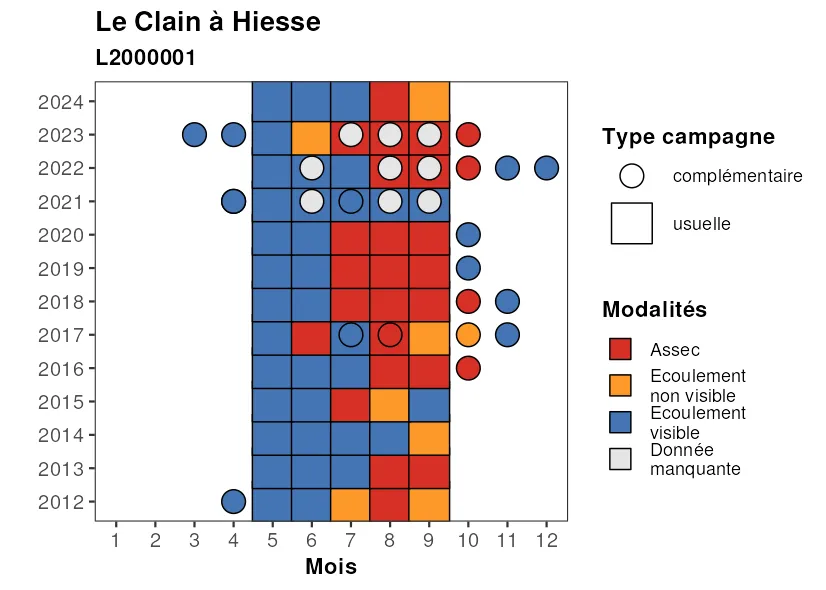 Le Clain à Hiesse
L2000001
2024
2023
2022
2021
2020
2019
2018
2017
2016
2015
2014
2013
2012
1 2 3 4 5 6 7 8 9 10 11 12
Mois
Type campagne
complémentaire
usuelle
Modalités
Assec
Ecoulement
non visible
Ecoulement
visible
Donnée
manquante